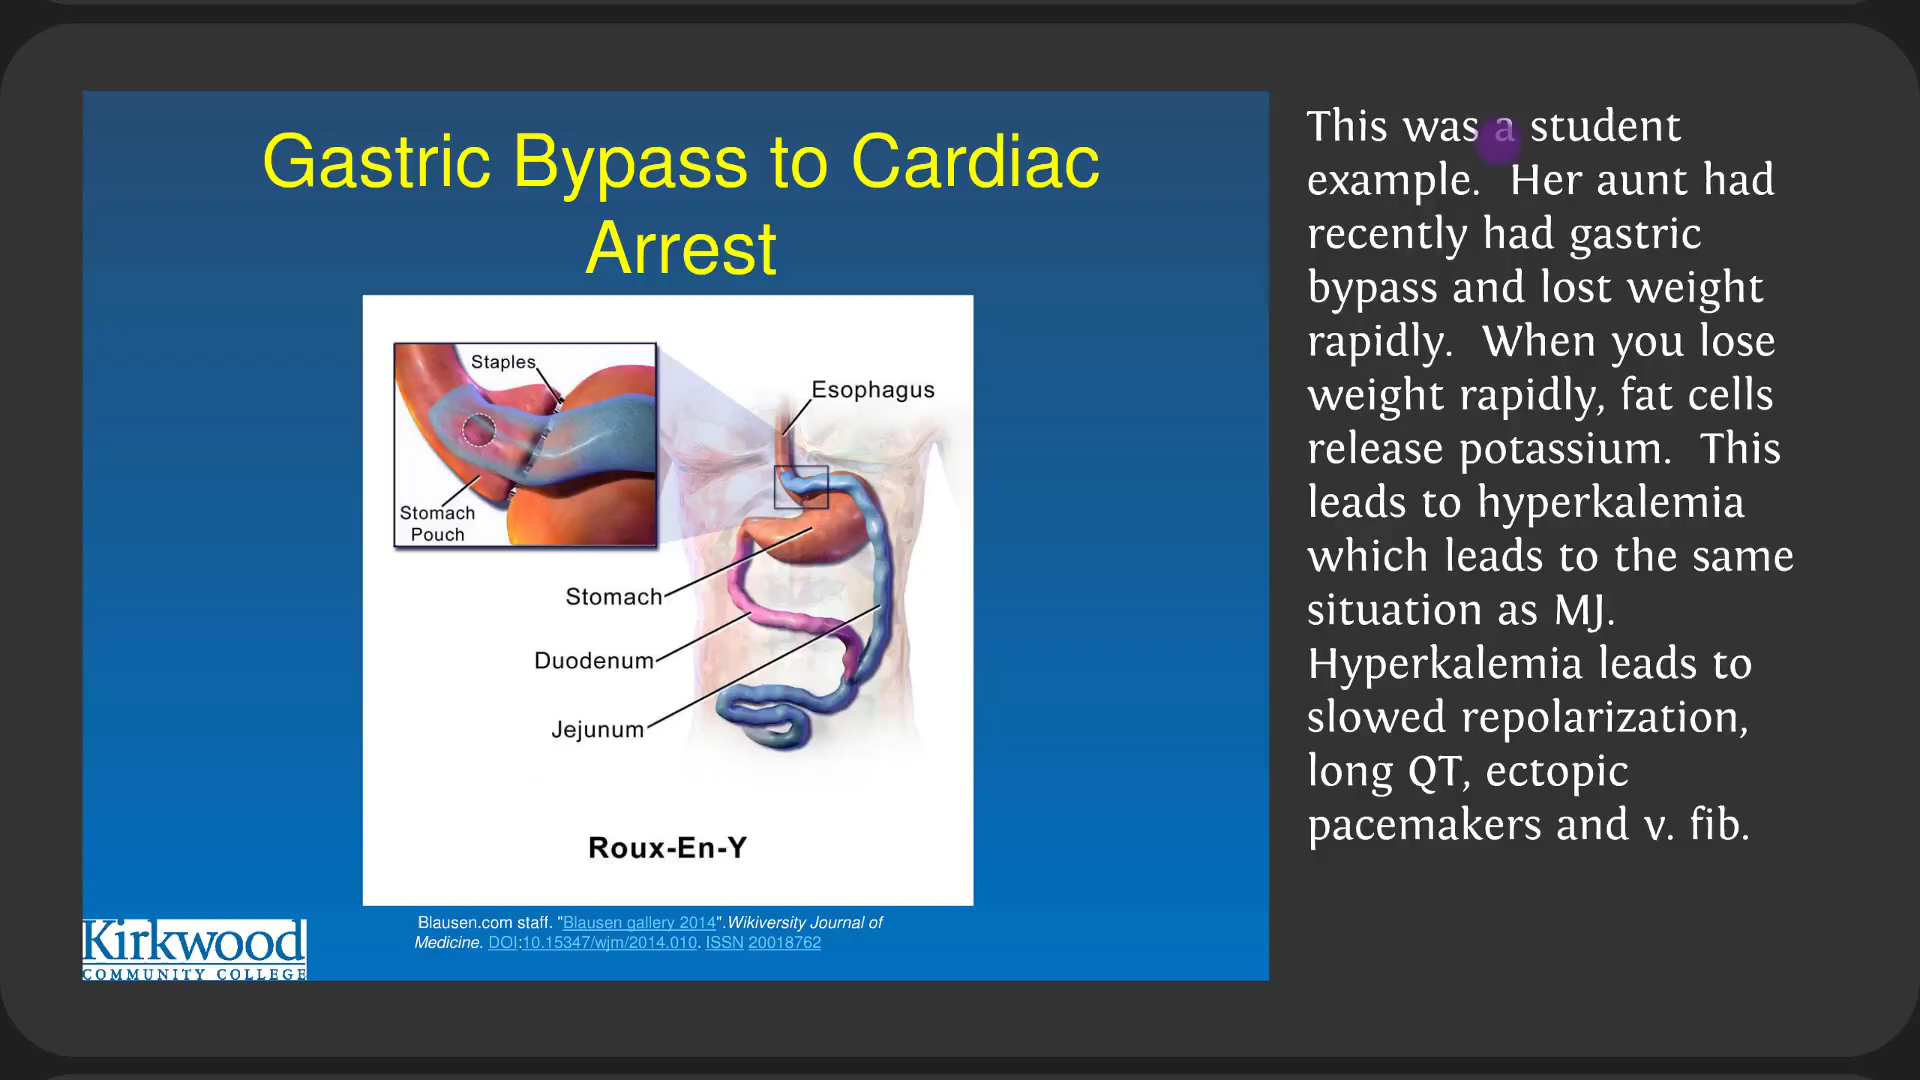 Gastric Bypass to Cardiac
Arrest
Staples
Stomach
Pouch
Esophagus
Stomach
Duodenum
Jejunum
Roux-En-Y
Blausen.com staff. "Blausen gallery 2014".Wikiversity Journal of
Medicine. DOI:10.15347/wjm/2014.010. ISSN 20018762
Kirkwood
COMMUNITY COLLEGE
This was a student
example. Her aunt had
recently had gastric
bypass and lost weight
rapidly. When you lose
weight rapidly, fat cells
release potassium. This
leads to hyperkalemia
which leads to the same
situation as MJ.
Hyperkalemia leads to
slowed repolarization,
long QT, ectopic
pacemakers and v. fib.